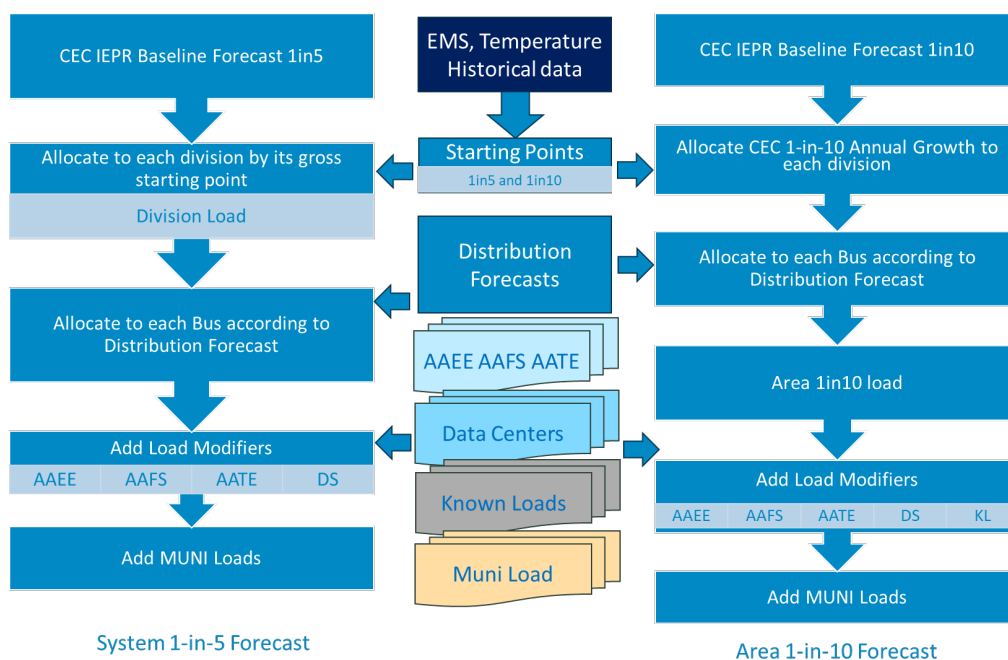 CEC IEPR Baseline Forecast 1in5
Allocate to each division by its gross
starting point
Division Load
Allocate to each Bus according to
Distribution Forecast
Add Load Modifiers
AAEE AAFS AATE DS
Add MUNI Loads
System 1-in-5 Forecast
EMS, Temperature
Historical data
Starting Points
1in5 and 1in10
Distribution
Forecasts
AAEE AAFS AATE
Data Centers
Known Loads
Muni Load
CEC IEPR Baseline Forecast 1in10
Allocate CEC 1-in-10 Annual Growth to
each division
Allocate to each Bus according to
Distribution Forecast
Area 1in10 load
Add Load Modifiers
AAEE AAFS AATE DS KL
Add MUNI Loads
Area 1-in-10 Forecast